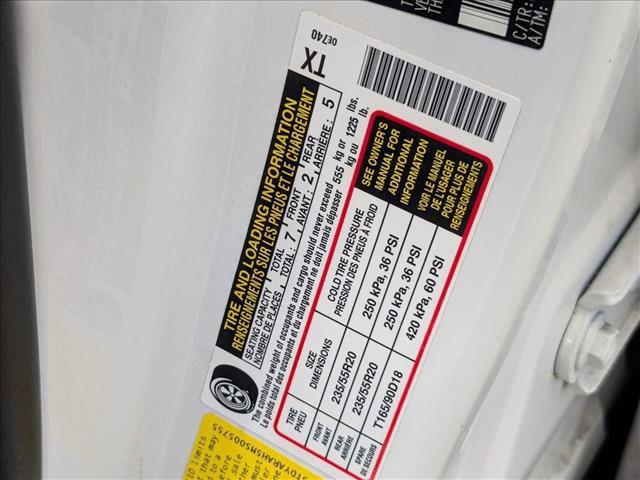 TIRE AND LOADING INFORMATION
RENSEIGNEMENTS SUR LES PNEUS ET LE CHARGEMENT
SEATING CAPACITY TOTAL 7 FRONT 2 REAR 5
NOMBRE DE PLACES, TOTAL: AVANT: ARRIÈRE:
The combined weight of occupants and cargo should never exceed 555 kg or 1225 lbs.
Le poids total des occupants et du chargement ne doit jamais dépasser kg ou lb.
TIRE SIZE COLD TIRE PRESSURE
PNEU DIMENSIONS PRESSION DES PNEUS À FROID
FRONT 235/55R20 250 kPa, 36 PSI
AVANT
REAR 235/55R20 250 kPa, 36 PSI
ARRIÈRE
SPARE T165/90D18 420 kPa, 60 PSI
DE SECOURS
SEE OWNER'S
MANUAL FOR
ADDITIONAL
INFORMATION
VOIR LE MANUEL
DE L'USAGER
POUR PLUS DE
RENSEIGNEMENTS
TX
0E740
C/TR:
A/TM: